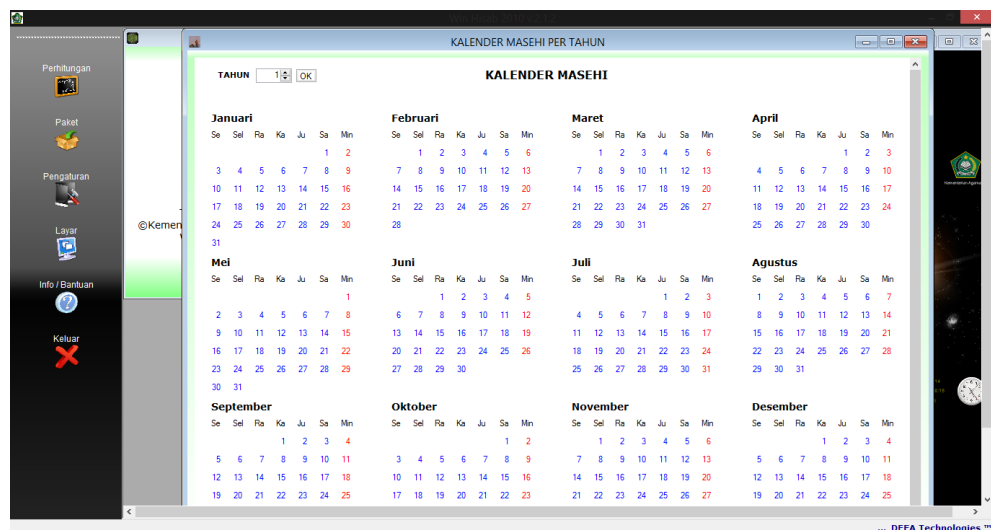 Win Hisab 2010 v.2.1.2
KALENDER MASEHI PER TAHUN
Perhitungan
Paket
Pengaturan
Layar
Info / Bantuan
Keluar
©Kemen
TAHUN 1 OK
KALENDER MASEHI
Januari
Se Sel Ra Ka Ju Sa Min
1 2
3 4 5 6 7 8 9
10 11 12 13 14 15 16
17 18 19 20 21 22 23
24 25 26 27 28 29 30
31
Februari
Se Sel Ra Ka Ju Sa Min
1 2 3 4 5 6
7 8 9 10 11 12 13
14 15 16 17 18 19 20
21 22 23 24 25 26 27
28
Maret
Se Sel Ra Ka Ju Sa Min
1 2 3 4 5 6
7 8 9 10 11 12 13
14 15 16 17 18 19 20
21 22 23 24 25 26 27
28 29 30 31
April
Se Sel Ra Ka Ju Sa Min
1 2 3
4 5 6 7 8 9 10
11 12 13 14 15 16 17
18 19 20 21 22 23 24
25 26 27 28 29 30
Mei
Se Sel Ra Ka Ju Sa Min
1
2 3 4 5 6 7 8
9 10 11 12 13 14 15
16 17 18 19 20 21 22
23 24 25 26 27 28 29
30 31
Juni
Se Sel Ra Ka Ju Sa Min
1 2 3 4 5
6 7 8 9 10 11 12
13 14 15 16 17 18 19
20 21 22 23 24 25 26
27 28 29 30
Juli
Se Sel Ra Ka Ju Sa Min
1 2 3
4 5 6 7 8 9 10
11 12 13 14 15 16 17
18 19 20 21 22 23 24
25 26 27 28 29 30 31
Agustus
Se Sel Ra Ka Ju Sa Min
1 2 3 4 5 6 7
8 9 10 11 12 13 14
15 16 17 18 19 20 21
22 23 24 25 26 27 28
29 30 31
September
Se Sel Ra Ka Ju Sa Min
1 2 3 4
5 6 7 8 9 10 11
12 13 14 15 16 17 18
19 20 21 22 23 24 25
Oktober
Se Sel Ra Ka Ju Sa Min
1 2
3 4 5 6 7 8 9
10 11 12 13 14 15 16
17 18 19 20 21 22 23
November
Se Sel Ra Ka Ju Sa Min
1 2 3 4 5 6
7 8 9 10 11 12 13
14 15 16 17 18 19 20
21 22 23 24 25 26 27
Desember
Se Sel Ra Ka Ju Sa Min
1 2 3 4
5 6 7 8 9 10 11
12 13 14 15 16 17 18
19 20 21 22 23 24 25
Kementerian Agama
... DEFA Technologies ™